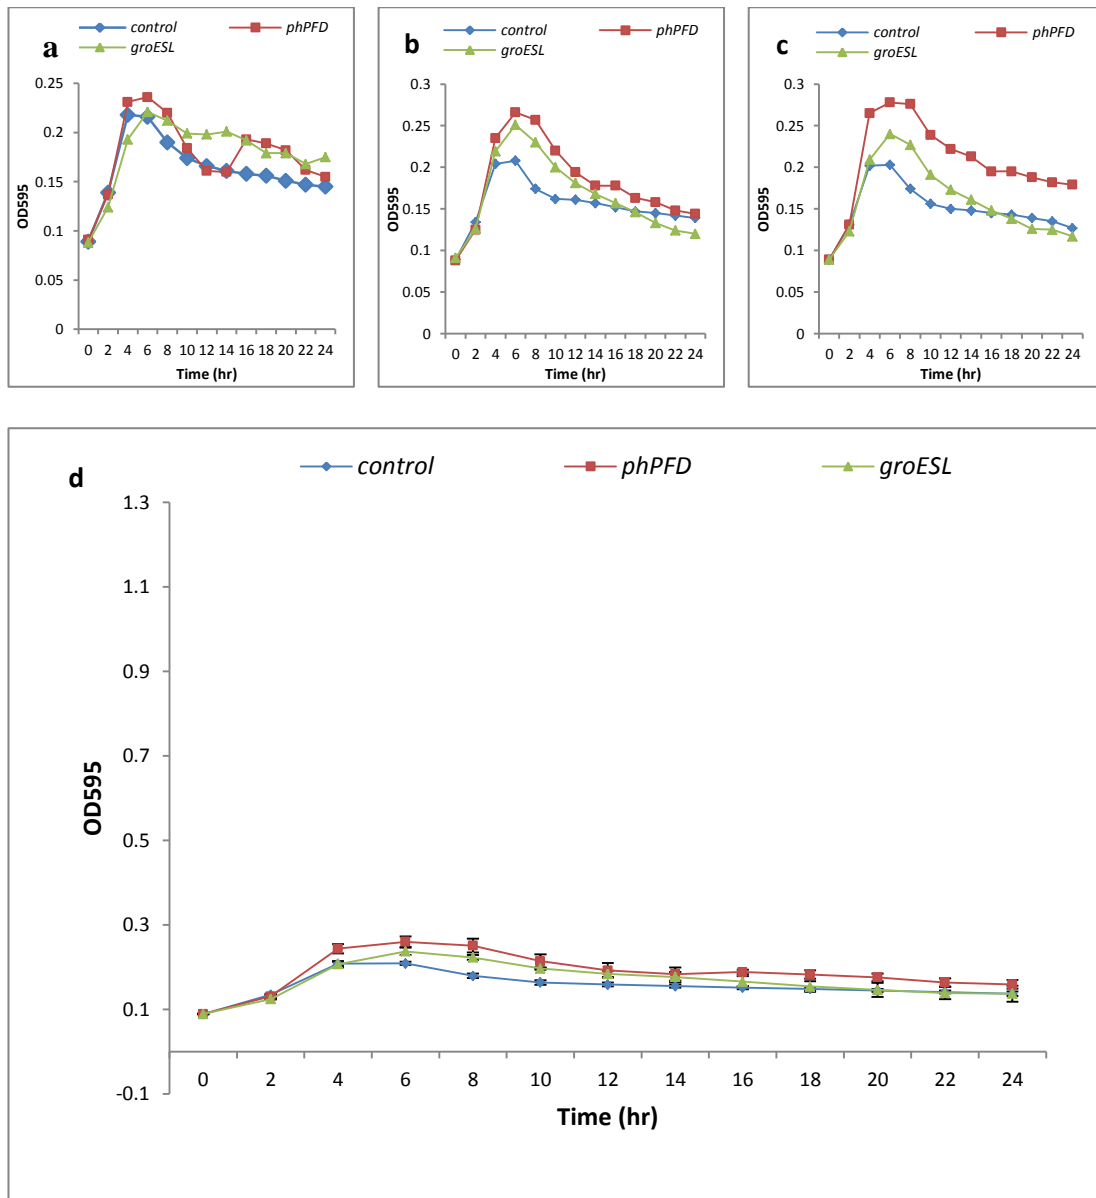 a
control
phPFD
groESL
0.25
0.2
0.15
0.1
0.05
0
OD595
0 2 4 6 8 10 12 14 16 18 20 22 24
Time (hr)
b
control
phPFD
groESL
0.3
0.25
0.2
0.15
0.1
0.05
0
OD595
0 2 4 6 8 10 12 14 16 18 20 22 24
Time (hr)
c
control
phPFD
groESL
0.3
0.25
0.2
0.15
0.1
0.05
0
OD595
0 2 4 6 8 10 12 14 16 18 20 22 24
Time (hr)
d
control phPFD groESL
1.3
1.1
0.9
0.7
0.5
0.3
0.1
-0.1
OD595
0 2 4 6 8 10 12 14 16 18 20 22 24
Time (hr)